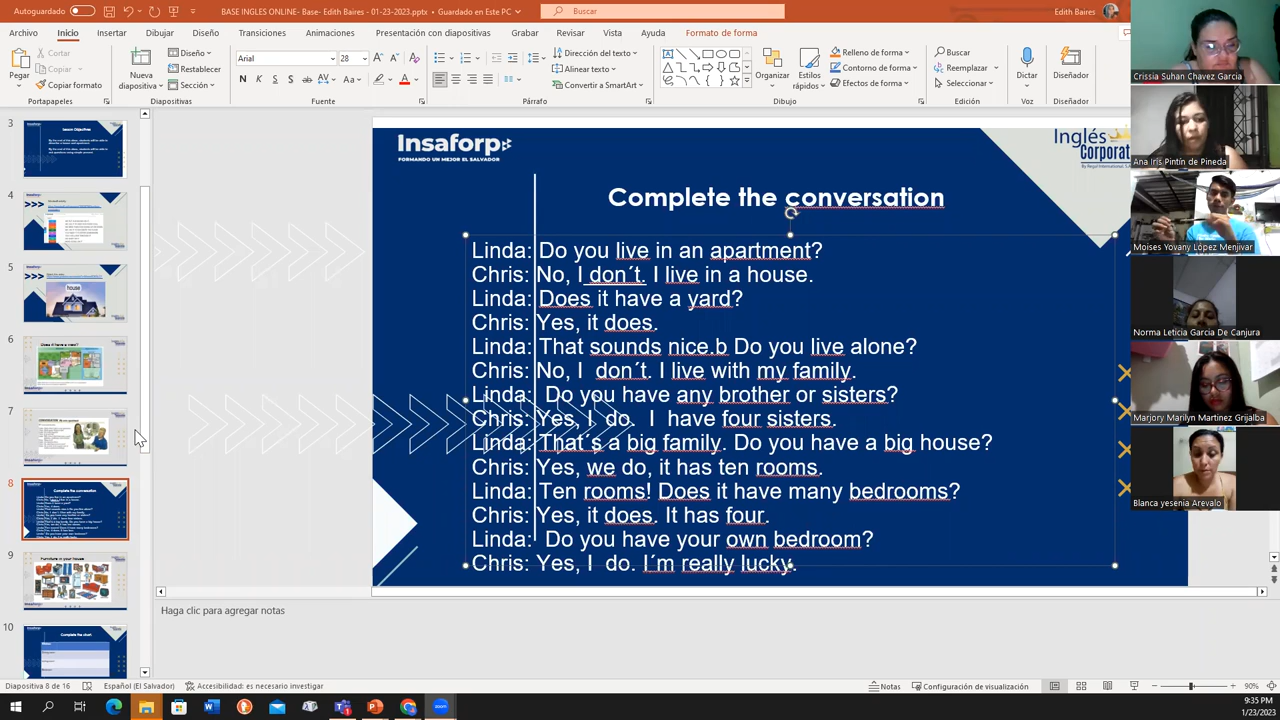 Autoguardado
BASE INGLÉS ONLINE- Base- Edith Baires - 01-23-2023.pptx • Guardado en Este PC
Buscar
Edith Baires
Archivo Inicio Insertar Dibujar Diseño Transiciones Animaciones Presentación con diapositivas Grabar Revisar Vista Ayuda Formato de forma
Pegar
Cortar
Copiar
Copiar formato
Portapapeles
Nueva diapositiva
Diseño
Restablecer
Sección
Diapositivas
Arial 28
Fuente
Dirección del texto
Alinear texto
Convertir a SmartArt
Párrafo
Organizar
Estilos rápidos
Relleno de forma
Contorno de forma
Efectos de forma
Dibujo
Buscar
Reemplazar
Seleccionar
Edición
Dictar
Voz
Diseñador
Diseñador
3
4
5
house
6
7
8
Complete the conversation
9
Furniture in your house
10
Complete the chart
Insaforp
FORMANDO UN MEJOR EL SALVADOR
Inglés
Corporat
Complete the conversation
Linda: Do you live in an apartment?
Chris: No, I don´t. I live in a house.
Linda: Does it have a yard?
Chris: Yes, it does.
Linda: That sounds nice.b Do you live alone?
Chris: No, I don´t. I live with my family.
Linda: Do you have any brother or sisters?
Chris: Yes, I do. I have four sisters.
Linda: That´s a big family. Do you have a big house?
Chris: Yes, we do, it has ten rooms.
Linda: Ten rooms! Does it have many bedrooms?
Chris: Yes, it does. It has four.
Linda: Do you have your own bedroom?
Chris: Yes, I do. I´m really lucky.
Crissia Suhan Chavez Garcia
Ana Iris Pintín de Pineda
Moises Yovany López Menjivar
Norma Leticia Garcia De Canjura
Marjory Marilyn Martinez Grijalba
Blanca yesenia Arevalo
Haga clic para agregar notas
Diapositiva 8 de 16 Español (El Salvador) Accesibilidad: es necesario investigar Notas Configuración de visualización 90%
9:35 PM
1/23/2023